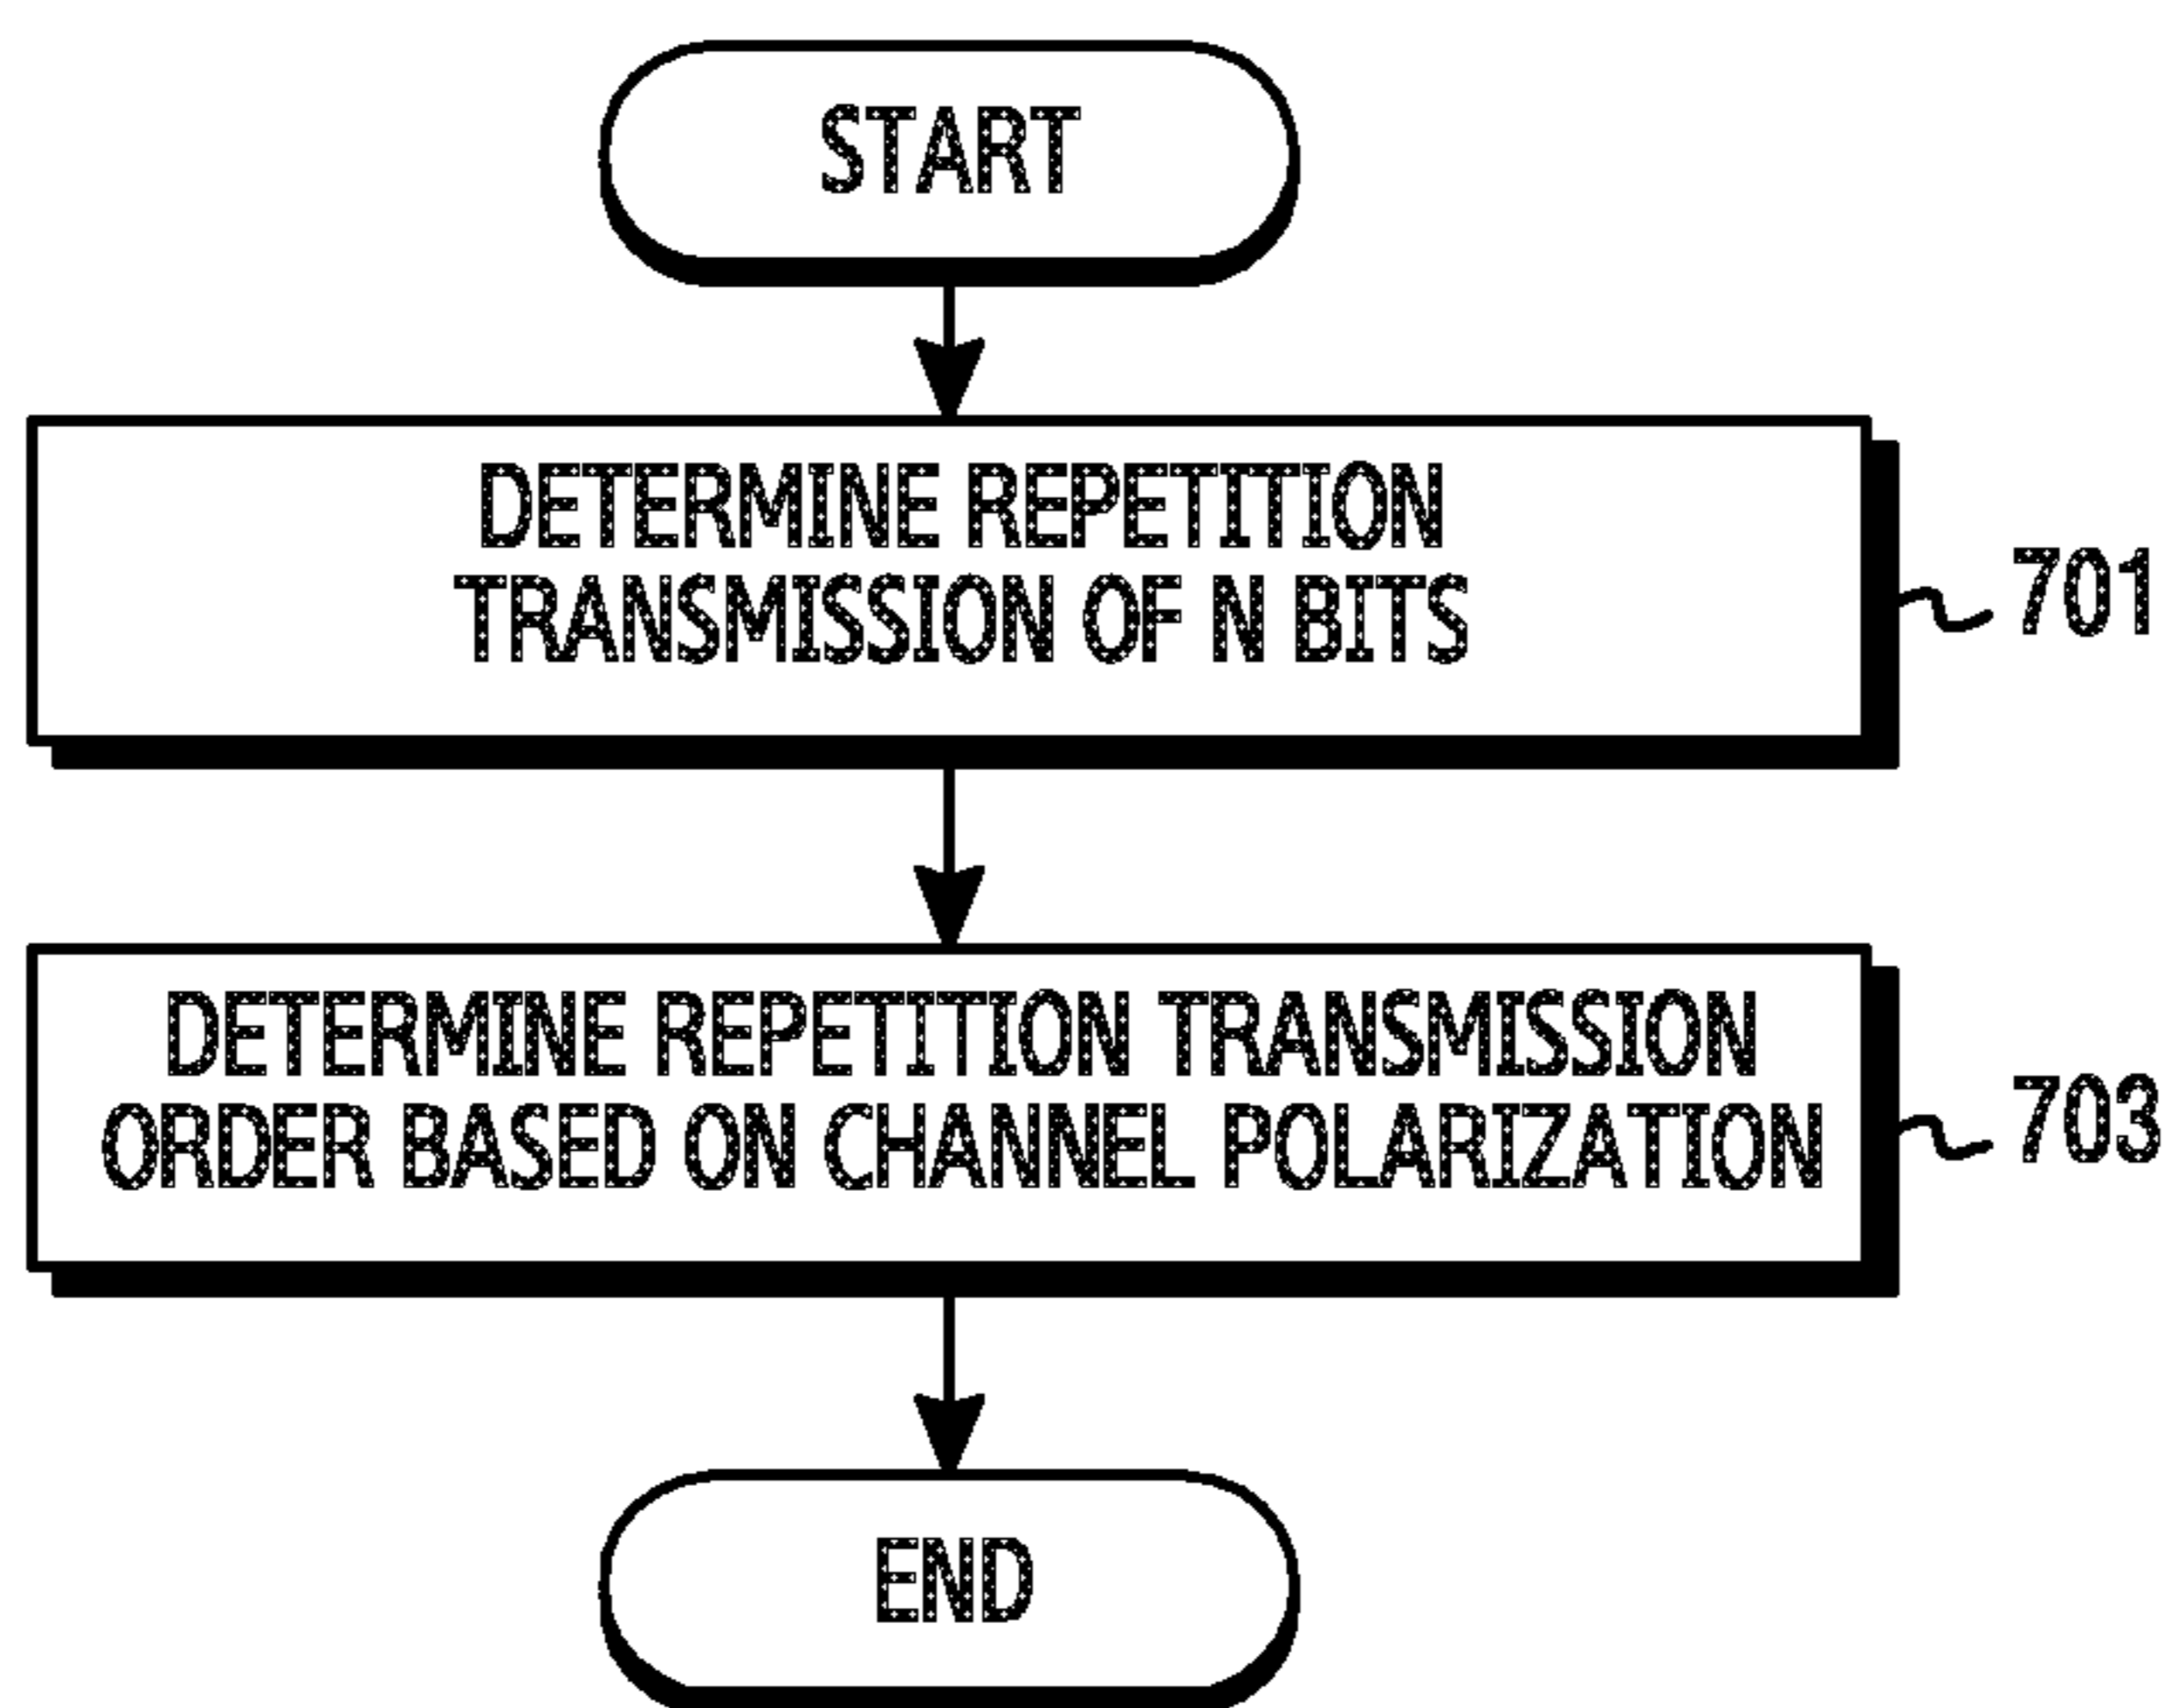 START
DETERMINE REPETITION
TRANSMISSION OF N BITS
701
DETERMINE REPETITION TRANSMISSION
ORDER BASED ON CHANNEL POLARIZATION
703
END